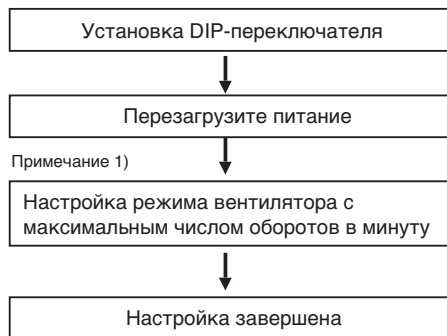 Установка DIP-переключателя
Перезагрузите питание
Примечание 1)
Настройка режима вентилятора с
максимальным числом оборотов в минуту
Настройка завершена